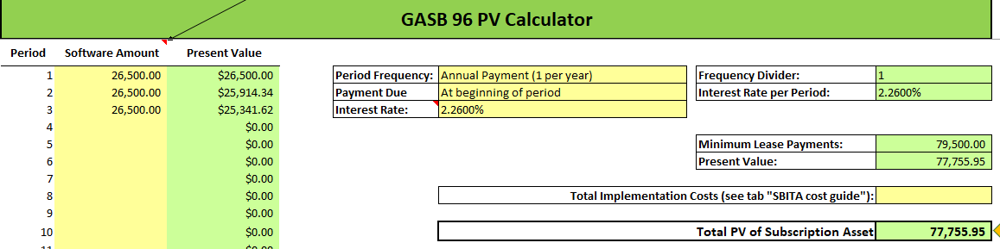 GASB 96 PV Calculator
Period Software Amount Present Value
1 26,500.00 $26,500.00 Period Frequency: Annual Payment (1 per year) Frequency Divider: 1
2 26,500.00 $25,914.34 Payment Due At beginning of period Interest Rate per Period: 2.2600%
3 26,500.00 $25,341.62 Interest Rate: 2.2600%
4 $0.00
5 $0.00 Minimum Lease Payments: 79,500.00
6 $0.00 Present Value: 77,755.95
7 $0.00
8 $0.00 Total Implementation Costs (see tab "SBITA cost guide"):
9 $0.00
10 $0.00 Total PV of Subscription Asset 77,755.95
11 $0.00